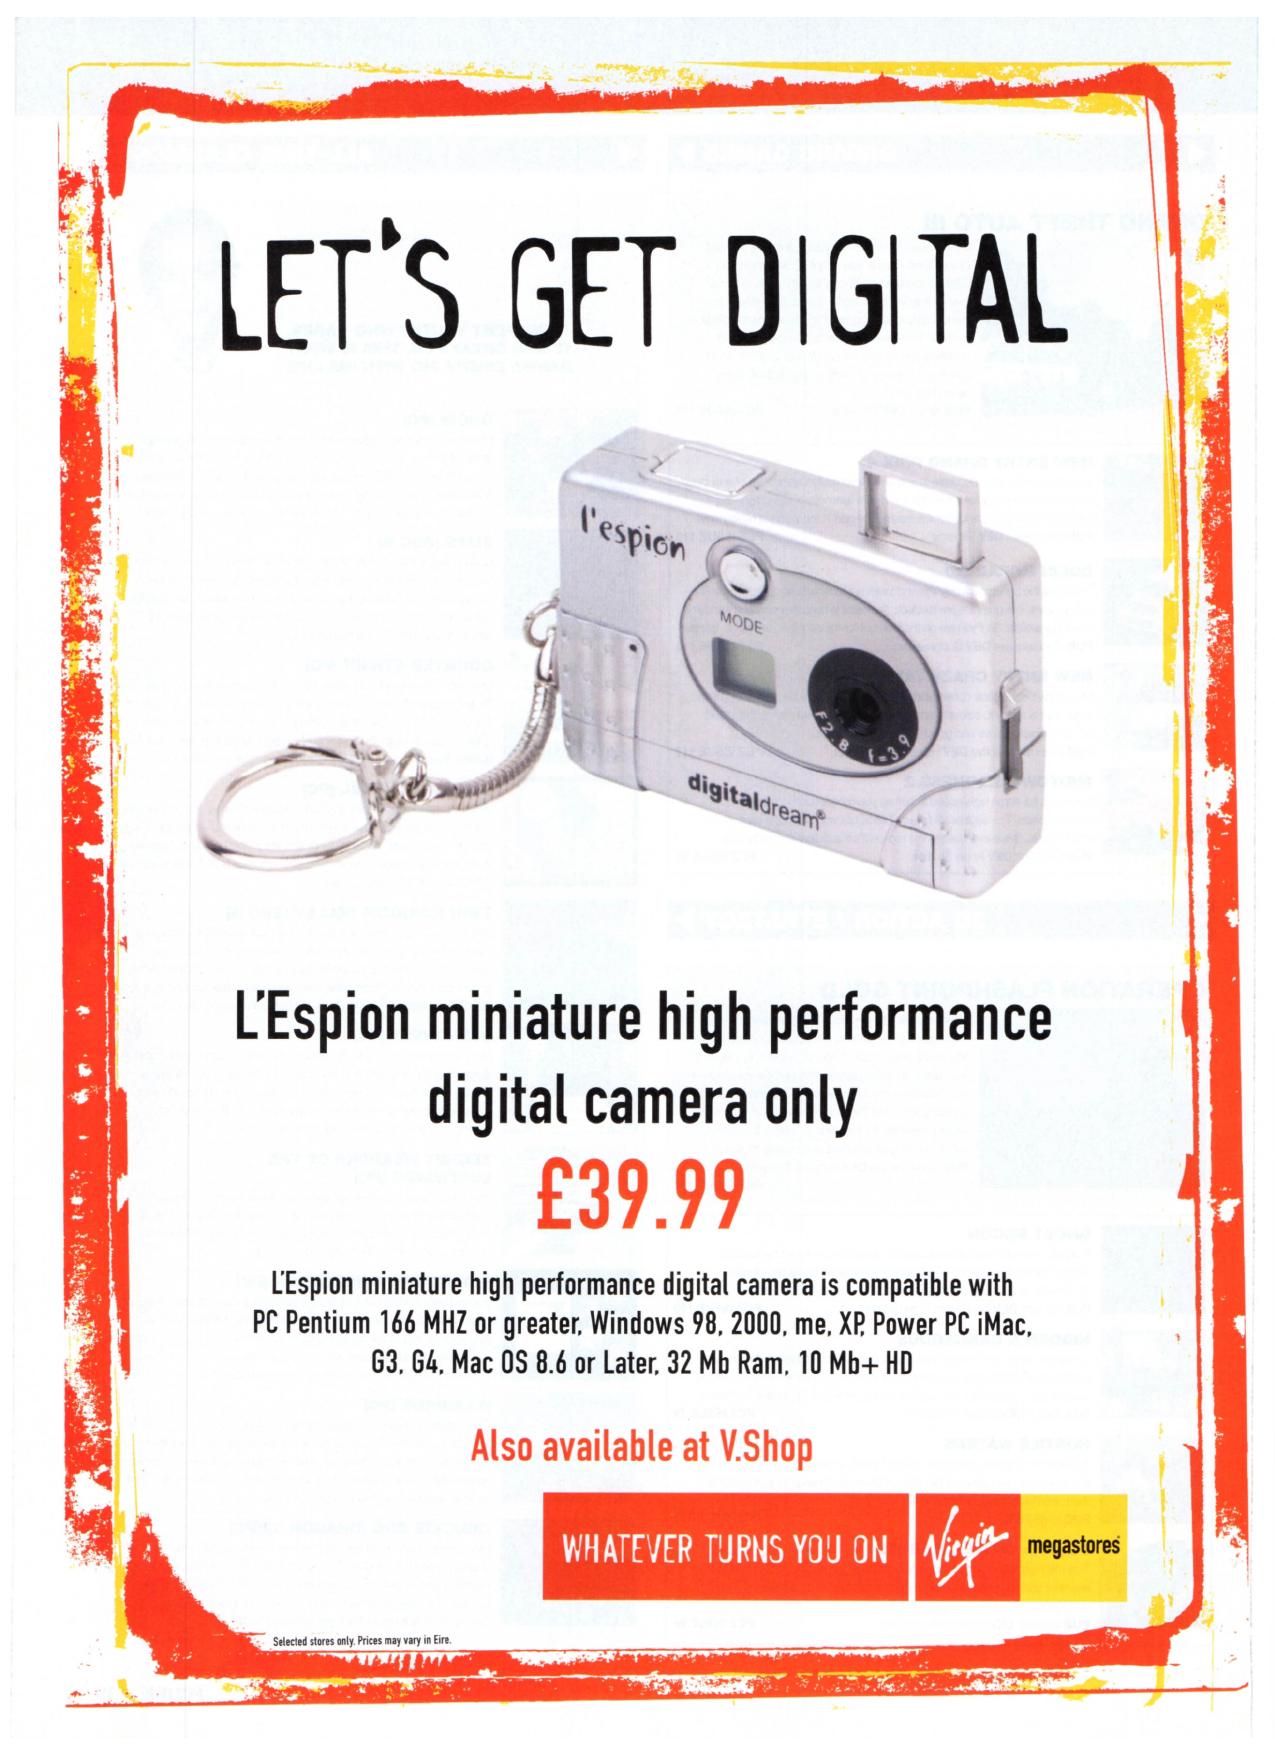 LET'S GET DIGITAL
l'espion
MODE
F2.8 f=3.9
digitaldream®
L'Espion miniature high performance
digital camera only
£39.99
L'Espion miniature high performance digital camera is compatible with
PC Pentium 166 MHZ or greater, Windows 98, 2000, me, XP, Power PC iMac,
G3, G4, Mac OS 8.6 or Later, 32 Mb Ram, 10 Mb+ HD
Also available at V.Shop
WHATEVER TURNS YOU ON
Virgin
megastores
Selected stores only. Prices may vary in Eire.